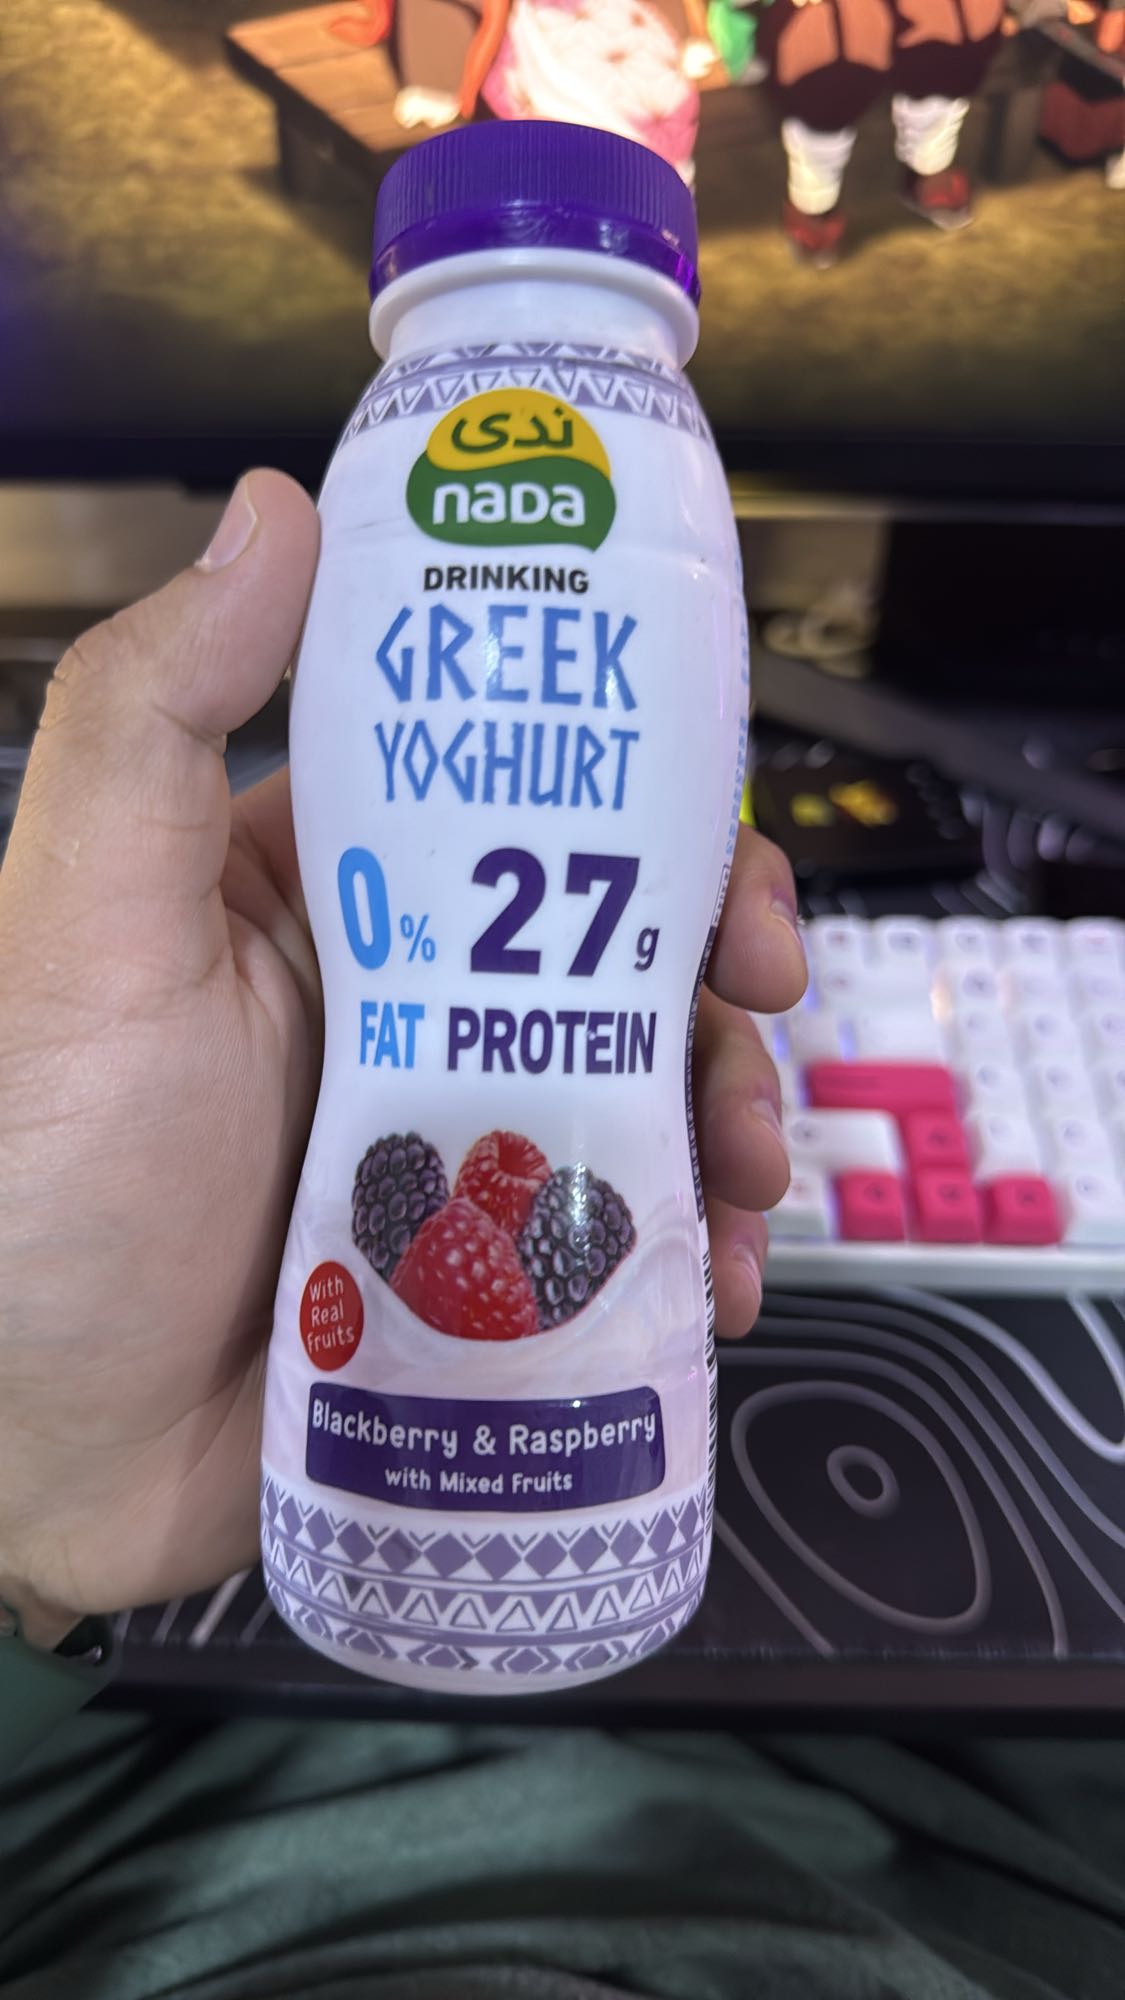 ندى
nada
DRINKING
GREEK
YOGHURT
0% 27g
FAT PROTEIN
With
Real
Fruits
Blackberry & Raspberry
with Mixed Fruits